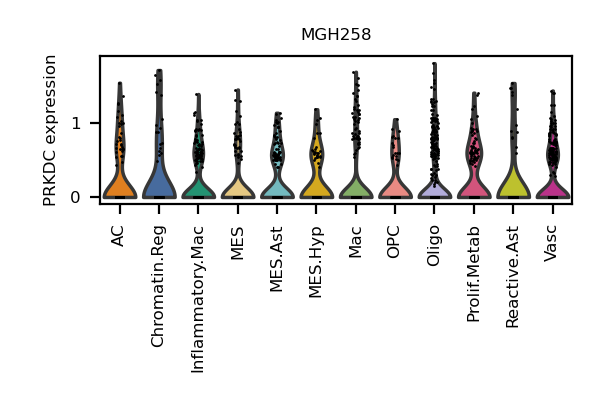 MGH258
PRKDC expression
1
0
AC
Chromatin.Reg
Inflammatory.Mac
MES
MES.Ast
MES.Hyp
Mac
OPC
Oligo
Prolif.Metab
Reactive.Ast
Vasc